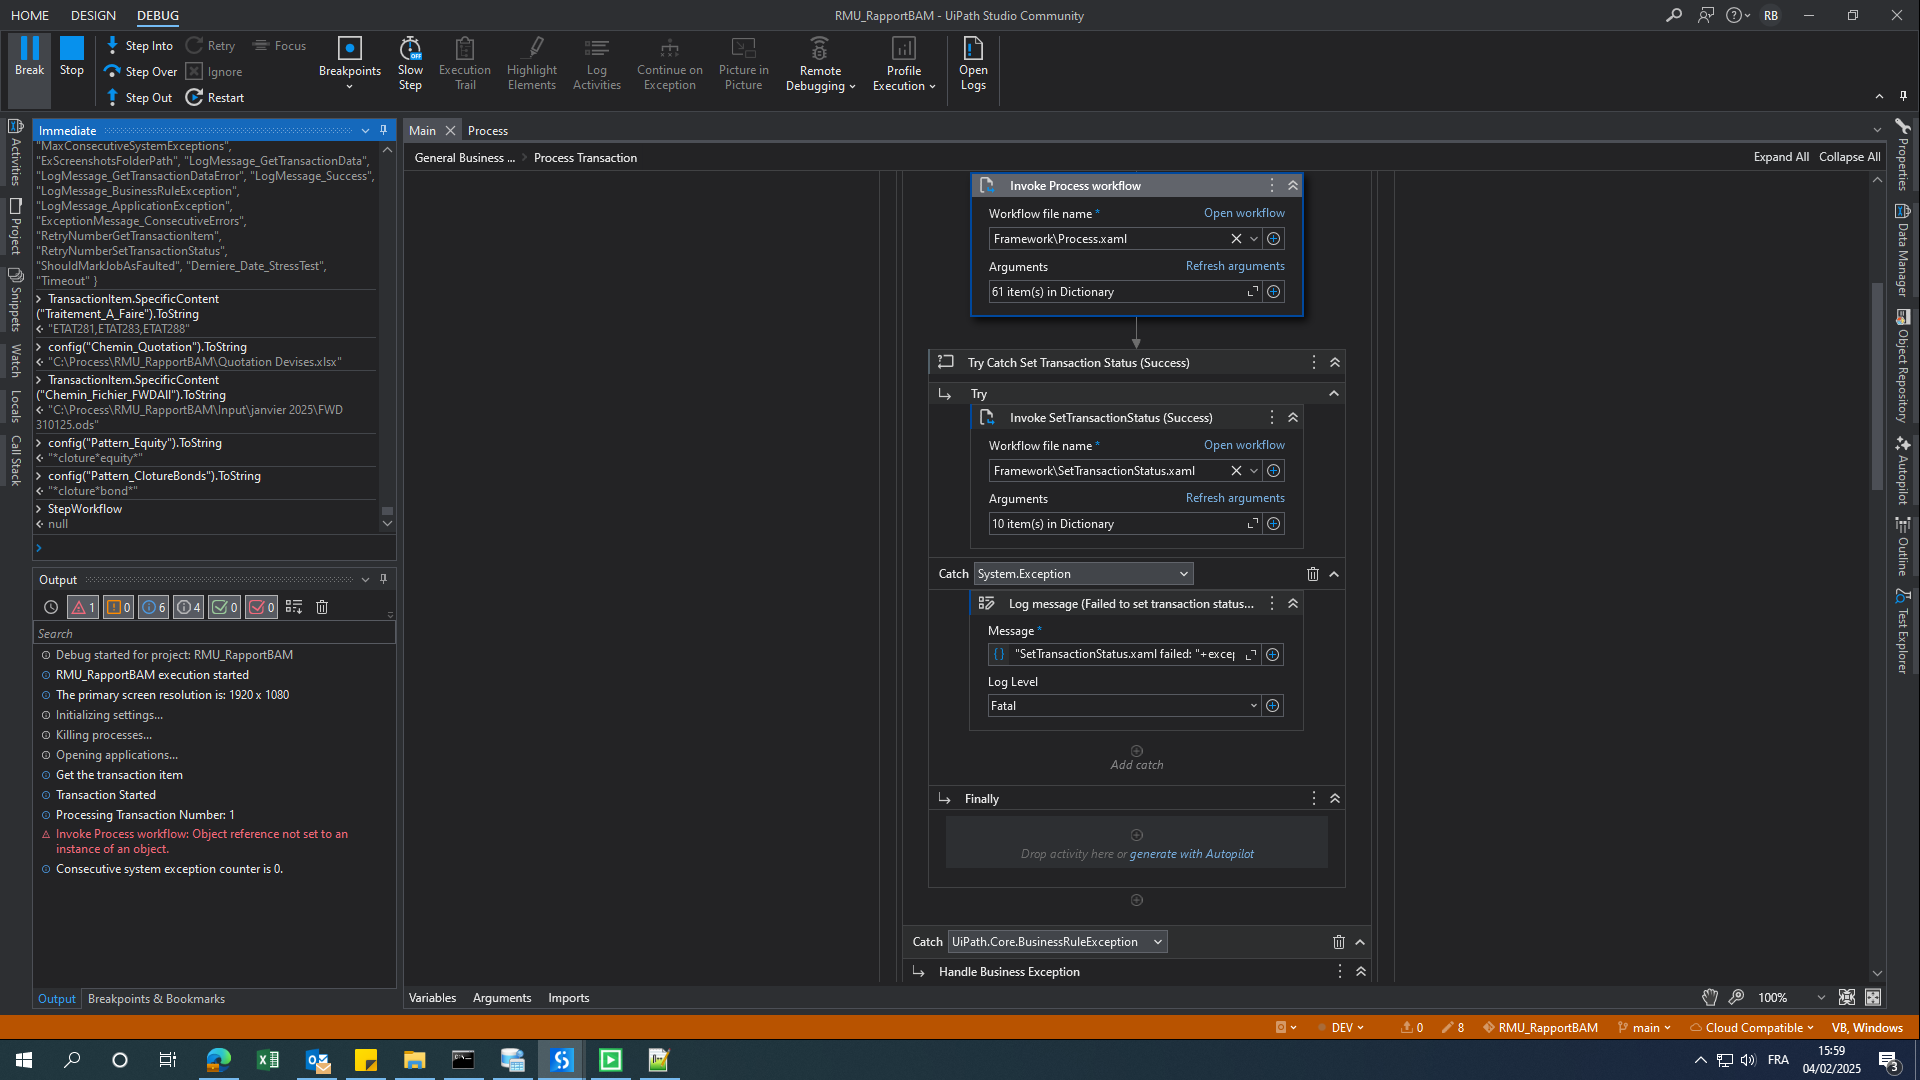 HOME DESIGN DEBUG
RMU_RapportBAM - UiPath Studio Community
RB
Break
Stop
Step Into
Step Over
Step Out
Retry
Ignore
Restart
Focus
Breakpoints
OFF
Slow
Step
Execution
Trail
Highlight
Elements
Log
Activities
Continue on
Exception
Picture in
Picture
Remote
Debugging
Profile
Execution
Open
Logs
Activities
Project
Snippets
Watch
Locals
Call Stack
Immediate
"MaxConsecutiveSystemExceptions",
"ExScreenshotsFolderPath", "LogMessage_GetTransactionData",
"LogMessage_GetTransactionDataError", "LogMessage_Success",
"LogMessage_BusinessRuleException",
"LogMessage_ApplicationException",
"ExceptionMessage_ConsecutiveErrors",
"RetryNumberGetTransactionItem",
"RetryNumberSetTransactionStatus",
"ShouldMarkJobAsFaulted", "Derniere_Date_StressTest",
"Timeout" }
TransactionItem.SpecificContent
("Traitement_A_Faire").ToString
"ETAT281,ETAT283,ETAT288"
config("Chemin_Quotation").ToString
"C:\Process\RMU_RapportBAM\Quotation Devises.xlsx"
TransactionItem.SpecificContent
("Chemin_Fichier_FWDAll").ToString
"C:\Process\RMU_RapportBAM\Input\janvier 2025\FWD
310125.ods"
config("Pattern_Equity").ToString
"*cloture*equity*"
config("Pattern_ClotureBonds").ToString
"*cloture*bond*"
StepWorkflow
null
Output
1 0 6 4 0 0
Search
Debug started for project: RMU_RapportBAM
RMU_RapportBAM execution started
The primary screen resolution is: 1920 x 1080
Initializing settings...
Killing processes...
Opening applications...
Get the transaction item
Transaction Started
Processing Transaction Number: 1
Invoke Process workflow: Object reference not set to an
instance of an object.
Consecutive system exception counter is 0.
Output Breakpoints & Bookmarks
Main Process
General Business ... > Process Transaction
Expand All Collapse All
Invoke Process workflow
Workflow file name * Open workflow
Framework\Process.xaml
Arguments Refresh arguments
61 item(s) in Dictionary
Try Catch Set Transaction Status (Success)
Try
Invoke SetTransactionStatus (Success)
Workflow file name * Open workflow
Framework\SetTransactionStatus.xaml
Arguments Refresh arguments
10 item(s) in Dictionary
Catch System.Exception
Log message (Failed to set transaction status...
Message *
"SetTransactionStatus.xaml failed: "+excep
Log Level
Fatal
Add catch
Finally
Drop activity here or generate with Autopilot
Catch UiPath.Core.BusinessRuleException
Handle Business Exception
Variables Arguments Imports
100%
Properties
Data Manager
Object Repository
Autopilot
Outline
Test Explorer
DEV 0 8 RMU_RapportBAM main Cloud Compatible VB, Windows
FRA
15:59
04/02/2025
3